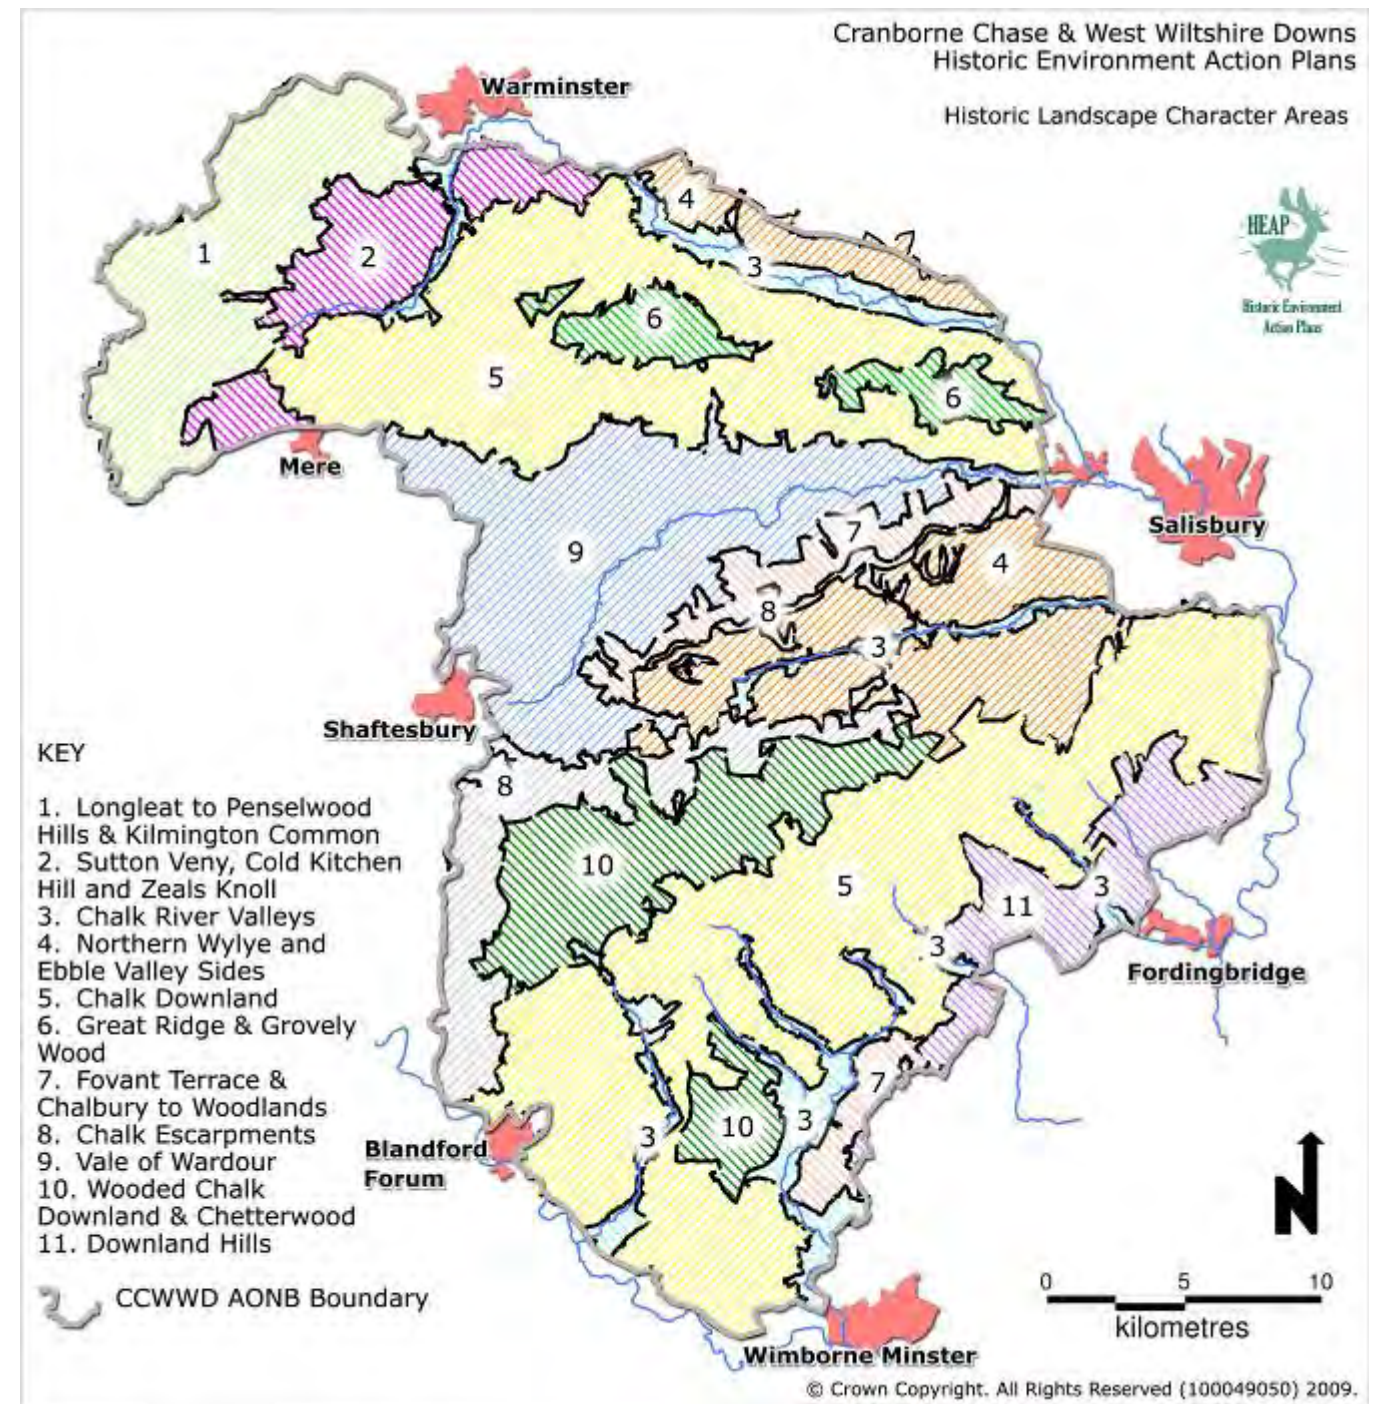 Cranborne Chase & West Wiltshire Downs
Historic Environment Action Plans
Historic Landscape Character Areas
HEAP
Historic Environment
Action Plans
Warminster
4
1
2
3
6
5
6
Mere
Salisbury
7
9
4
8
3
Shaftesbury
8
10
5
3
11
3
Fordingbridge
7
3
10
3
Blandford
Forum
Wimborne Minster
KEY
1. Longleat to Penselwood
Hills & Kilmington Common
2. Sutton Veny, Cold Kitchen
Hill and Zeals Knoll
3. Chalk River Valleys
4. Northern Wylye and
Ebble Valley Sides
5. Chalk Downland
6. Great Ridge & Grovely
Wood
7. Fovant Terrace &
Chalbury to Woodlands
8. Chalk Escarpments
9. Vale of Wardour
10. Wooded Chalk
Downland & Chetterwood
11. Downland Hills
CCWWD AONB Boundary
N
0 5 10
kilometres
© Crown Copyright. All Rights Reserved (100049050) 2009.